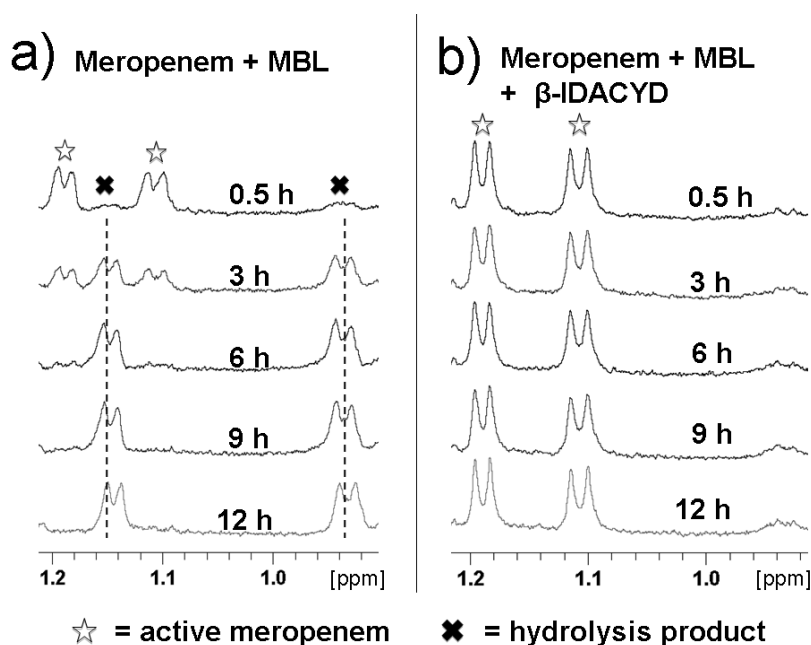 a) Meropenem + MBL
0.5 h
3 h
6 h
9 h
12 h
1.2 1.1 1.0 [ppm]
b) Meropenem + MBL
+ β-IDACYD
0.5 h
3 h
6 h
9 h
12 h
1.2 1.1 1.0 [ppm]
☆ = active meropenem ✖ = hydrolysis product